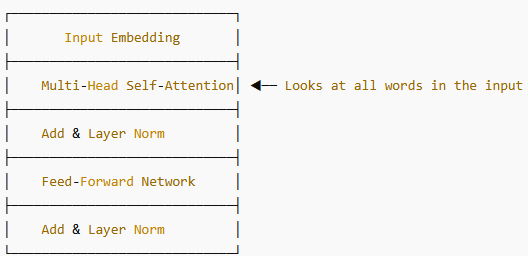 Input Embedding
Multi-Head Self-Attention ◀── Looks at all words in the input
Add & Layer Norm
Feed-Forward Network
Add & Layer Norm